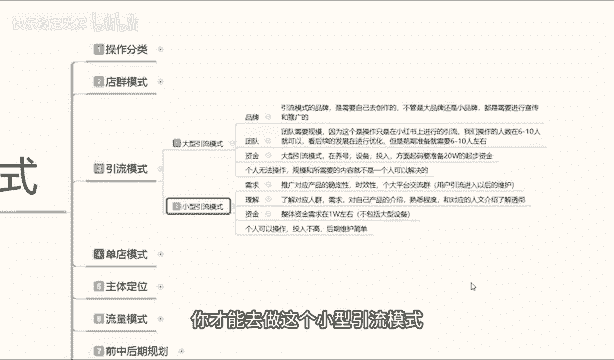 bilibili
1 操作分类
2 店群模式
式
3 引流模式
大型引流模式
品牌
引流模式的品牌，是需要自己去创作的，不管是大品牌还是小品牌，都是需要进行宣传
和推广的
团队
团队需要规模，因为这个是操作只是在小红书上进行的引流，我们操作的人数在6-10人
就可以，看后续的发展在进行优化，但是前期准备就需要6-10人左右
资金
大型引流模式，在养号，设备，投入，方面起码要准备20W的起步资金
个人无法操作，规模和所需要的内容就不是一个人可以解决的
小型引流模式
需求
推广对应产品的稳定性，时效性，个大平台交流群（用户引流进入以后的维护）
理解
了解对应人群，需求，对自己产品的介绍，熟悉程度，和对应的人文介绍了解透彻
资金
整体资金需求在1W左右（不包括大型设备）
个人可以操作，投入不高，后期维护简单
4 单店模式
5 主体定位
6 流量模式
7 前中后期规划
你才能去做这个小型引流模式